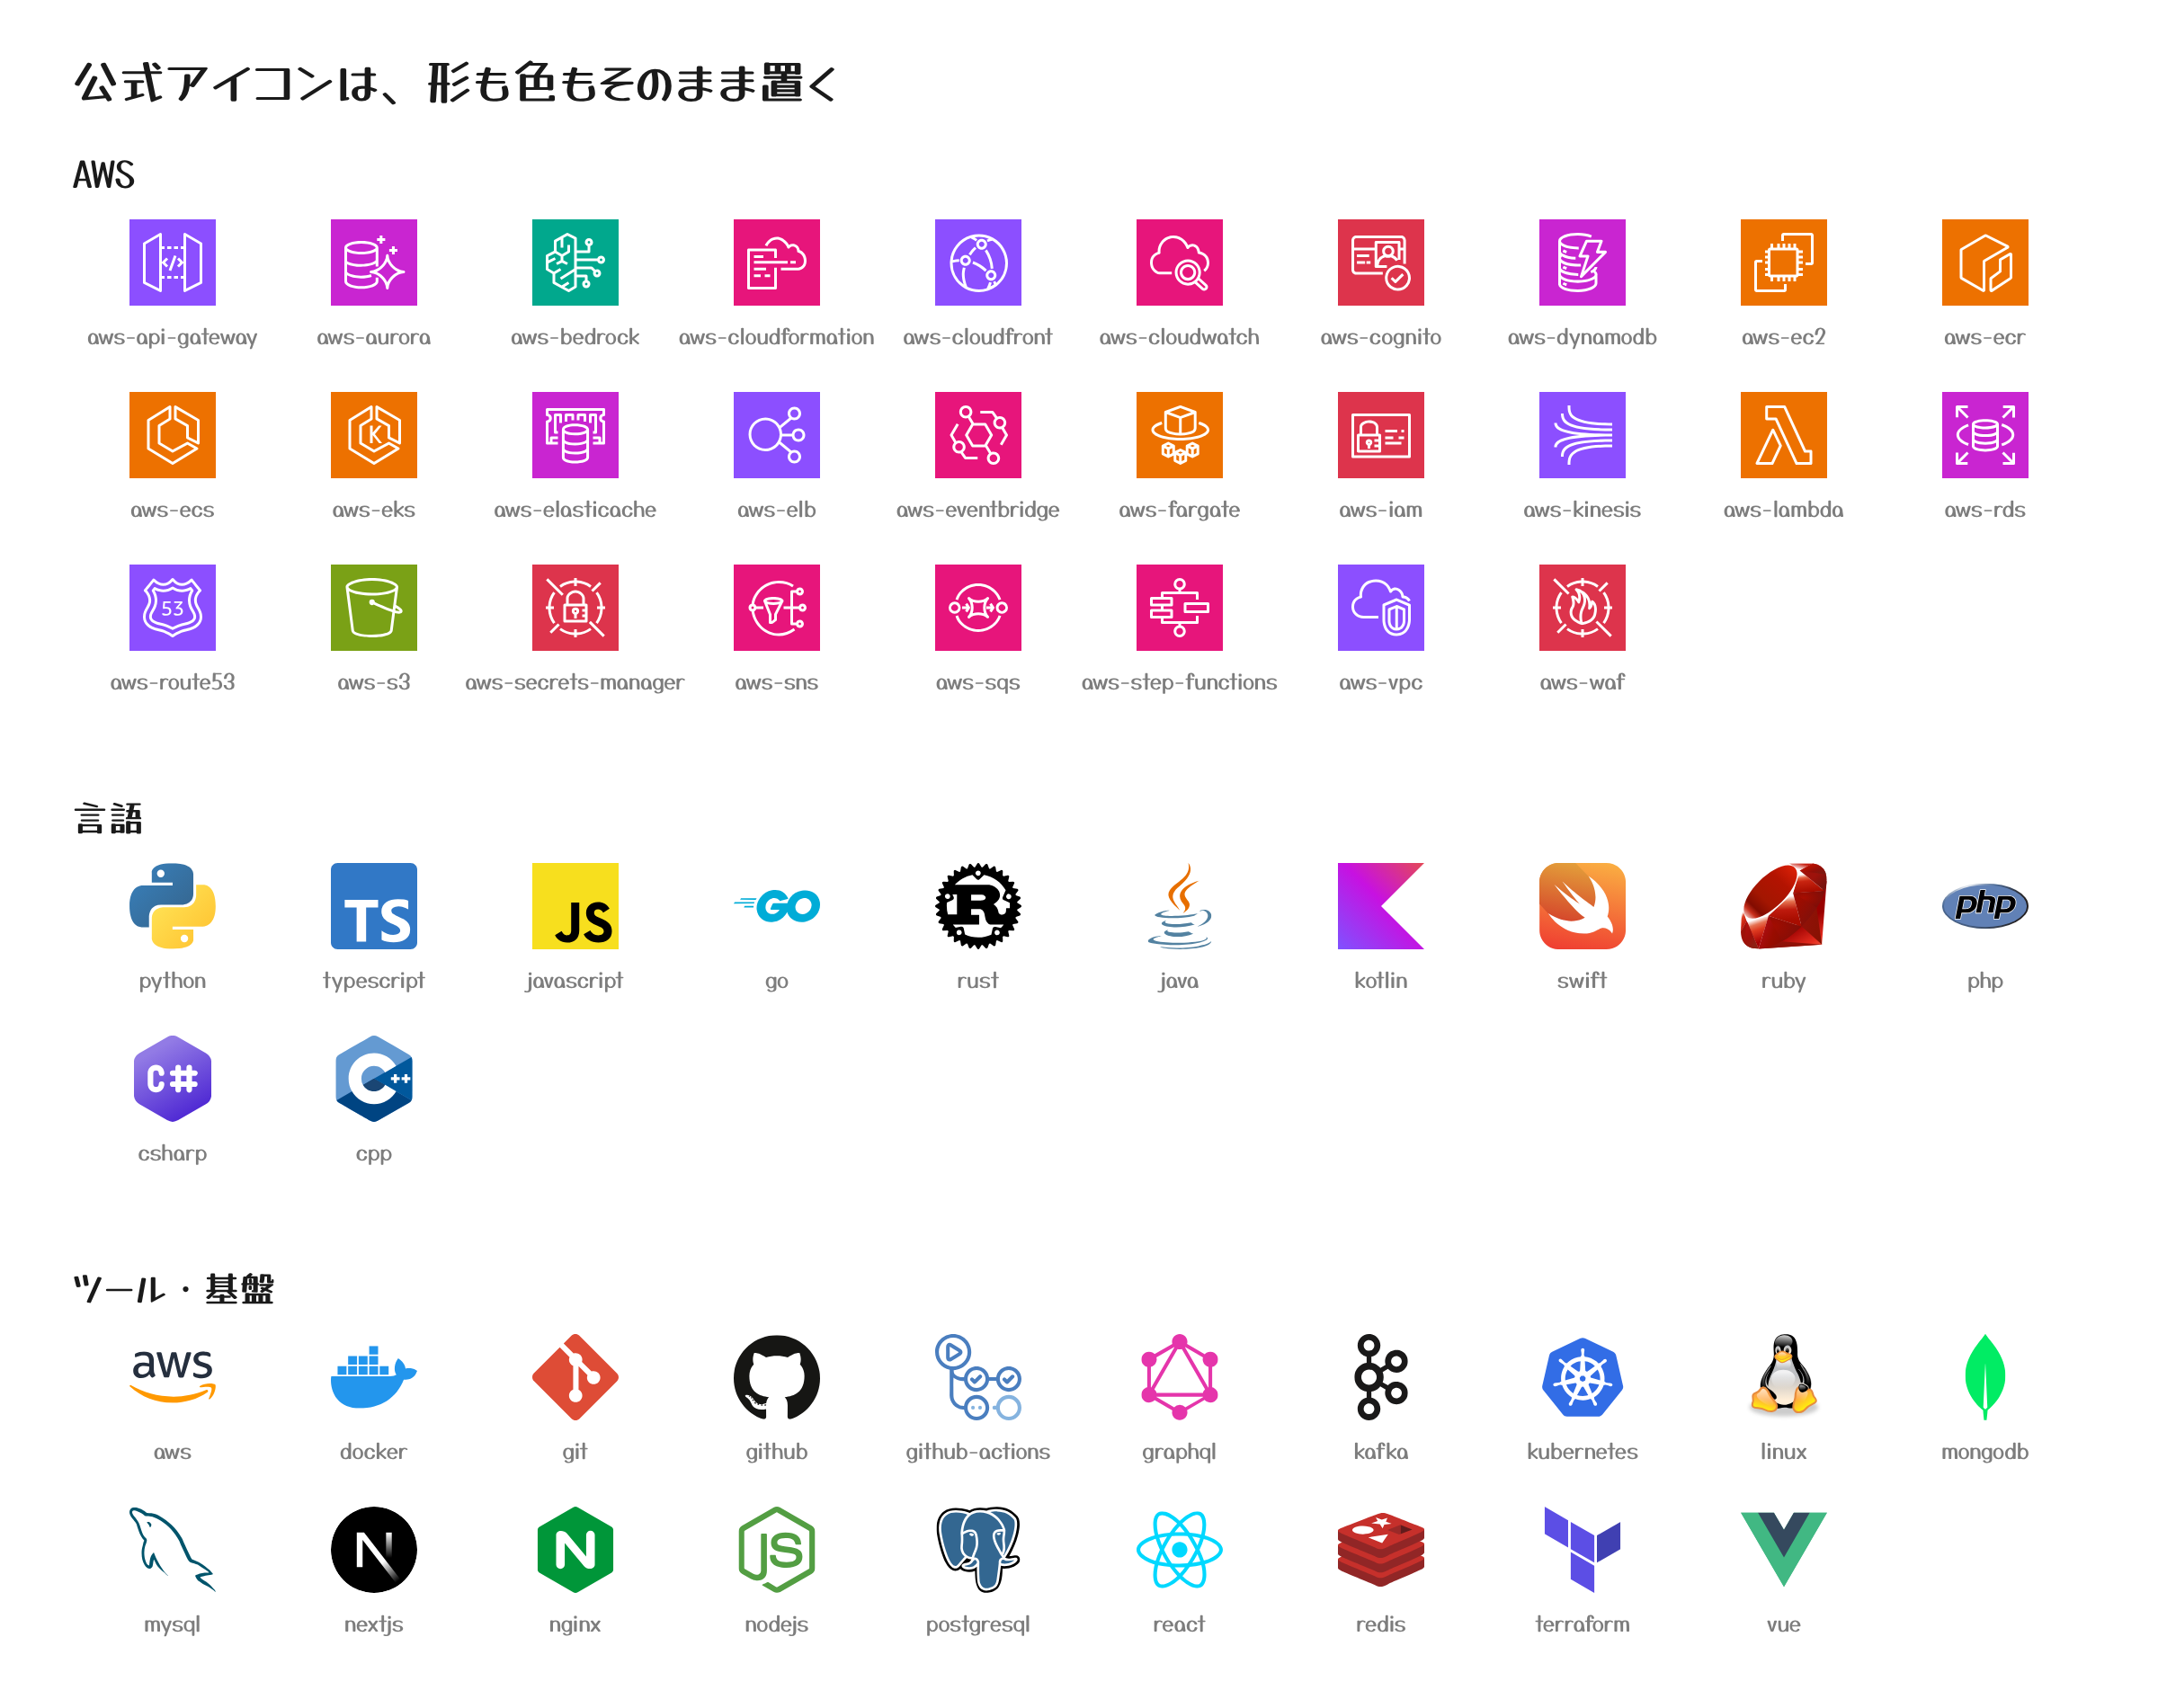 公式アイコンは、形も色もそのまま置く
AWS
aws-api-gateway aws-aurora aws-bedrock aws-cloudformation aws-cloudfront aws-cloudwatch aws-cognito aws-dynamodb aws-ec2 aws-ecr
K
aws-ecs aws-eks aws-elasticache aws-elb aws-eventbridge aws-fargate aws-iam aws-kinesis aws-lambda aws-rds
53
aws-route53 aws-s3 aws-secrets-manager aws-sns aws-sqs aws-step-functions aws-vpc aws-waf
言語
TS JS GO R php
python typescript javascript go rust java kotlin swift ruby php
C# C++
csharp cpp
ツール・基盤
aws
aws docker git github github-actions graphql kafka kubernetes linux mongodb
N N JS
mysql nextjs nginx nodejs postgresql react redis terraform vue